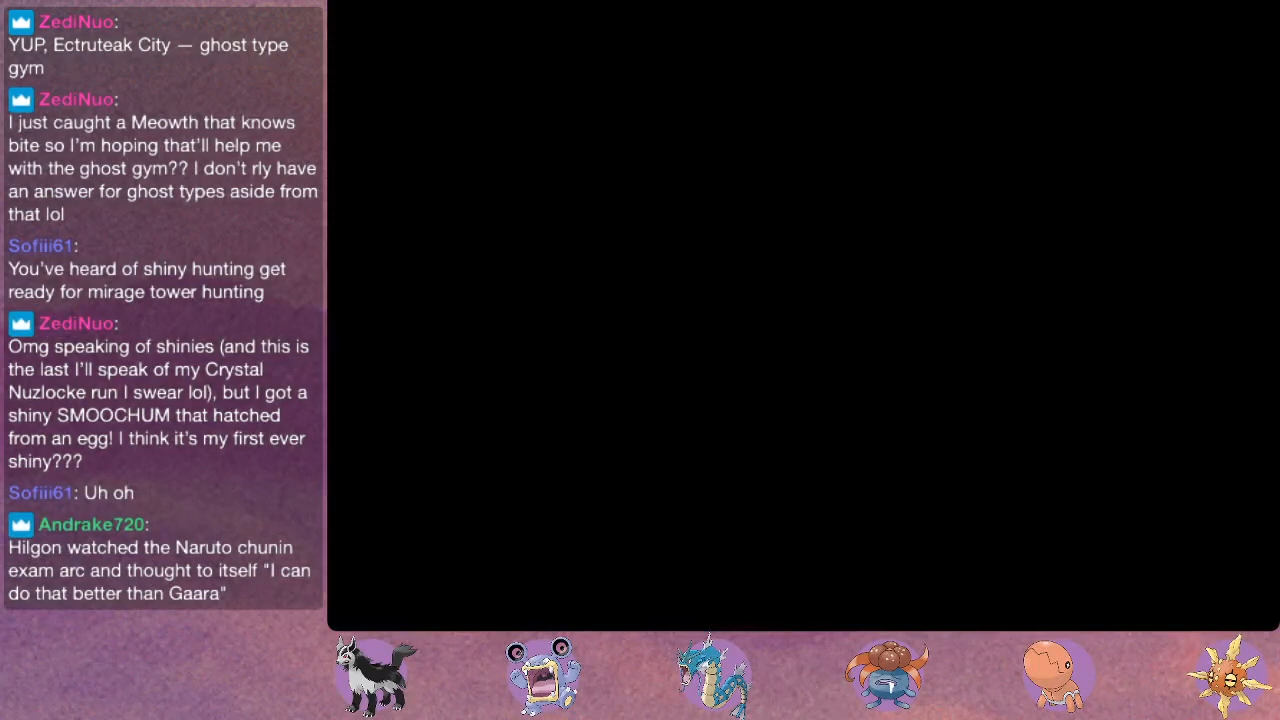 ZediNuo:
YUP, Ectruteak City — ghost type
gym
ZediNuo:
I just caught a Meowth that knows
bite so I'm hoping that'll help me
with the ghost gym?? I don't rly have
an answer for ghost types aside from
that lol
Sofiii61:
You've heard of shiny hunting get
ready for mirage tower hunting
ZediNuo:
Omg speaking of shinies (and this is
the last I'll speak of my Crystal
Nuzlocke run I swear lol), but I got a
shiny SMOOCHUM that hatched
from an egg! I think it's my first ever
shiny???
Sofiii61: Uh oh
Andrake720:
Hilgon watched the Naruto chunin
exam arc and thought to itself "I can
do that better than Gaara"